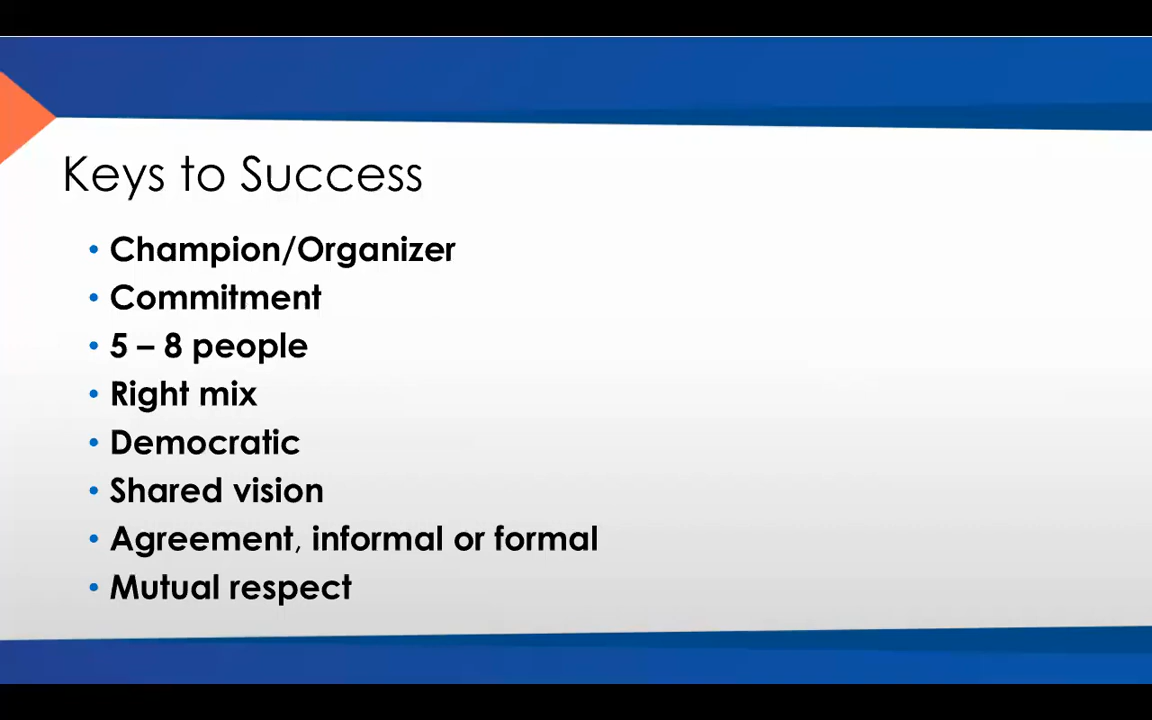 Keys to Success
• Champion/Organizer
• Commitment
• 5 – 8 people
• Right mix
• Democratic
• Shared vision
• Agreement, informal or formal
• Mutual respect